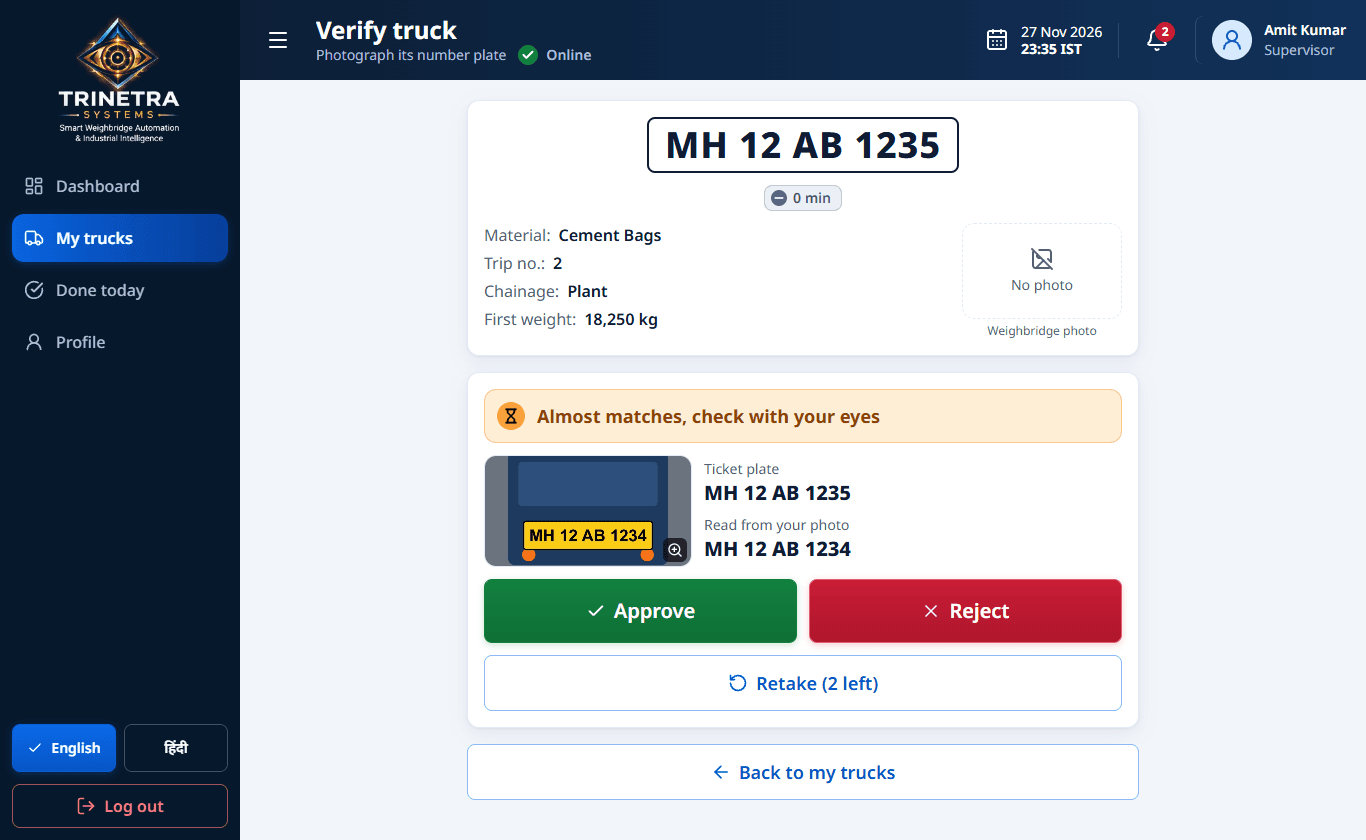 TRINETRA
SYSTEMS
Smart Weighbridge Automation
& Industrial Intelligence
Dashboard
My trucks
Done today
Profile
English
हिंदी
Log out
Verify truck
Photograph its number plate
Online
27 Nov 2026
23:35 IST
2
Amit Kumar
Supervisor
MH 12 AB 1235
0 min
Material: Cement Bags
Trip no.: 2
Chainage: Plant
First weight: 18,250 kg
No photo
Weighbridge photo
Almost matches, check with your eyes
MH 12 AB 1234
Ticket plate
MH 12 AB 1235
Read from your photo
MH 12 AB 1234
Approve
Reject
Retake (2 left)
Back to my trucks